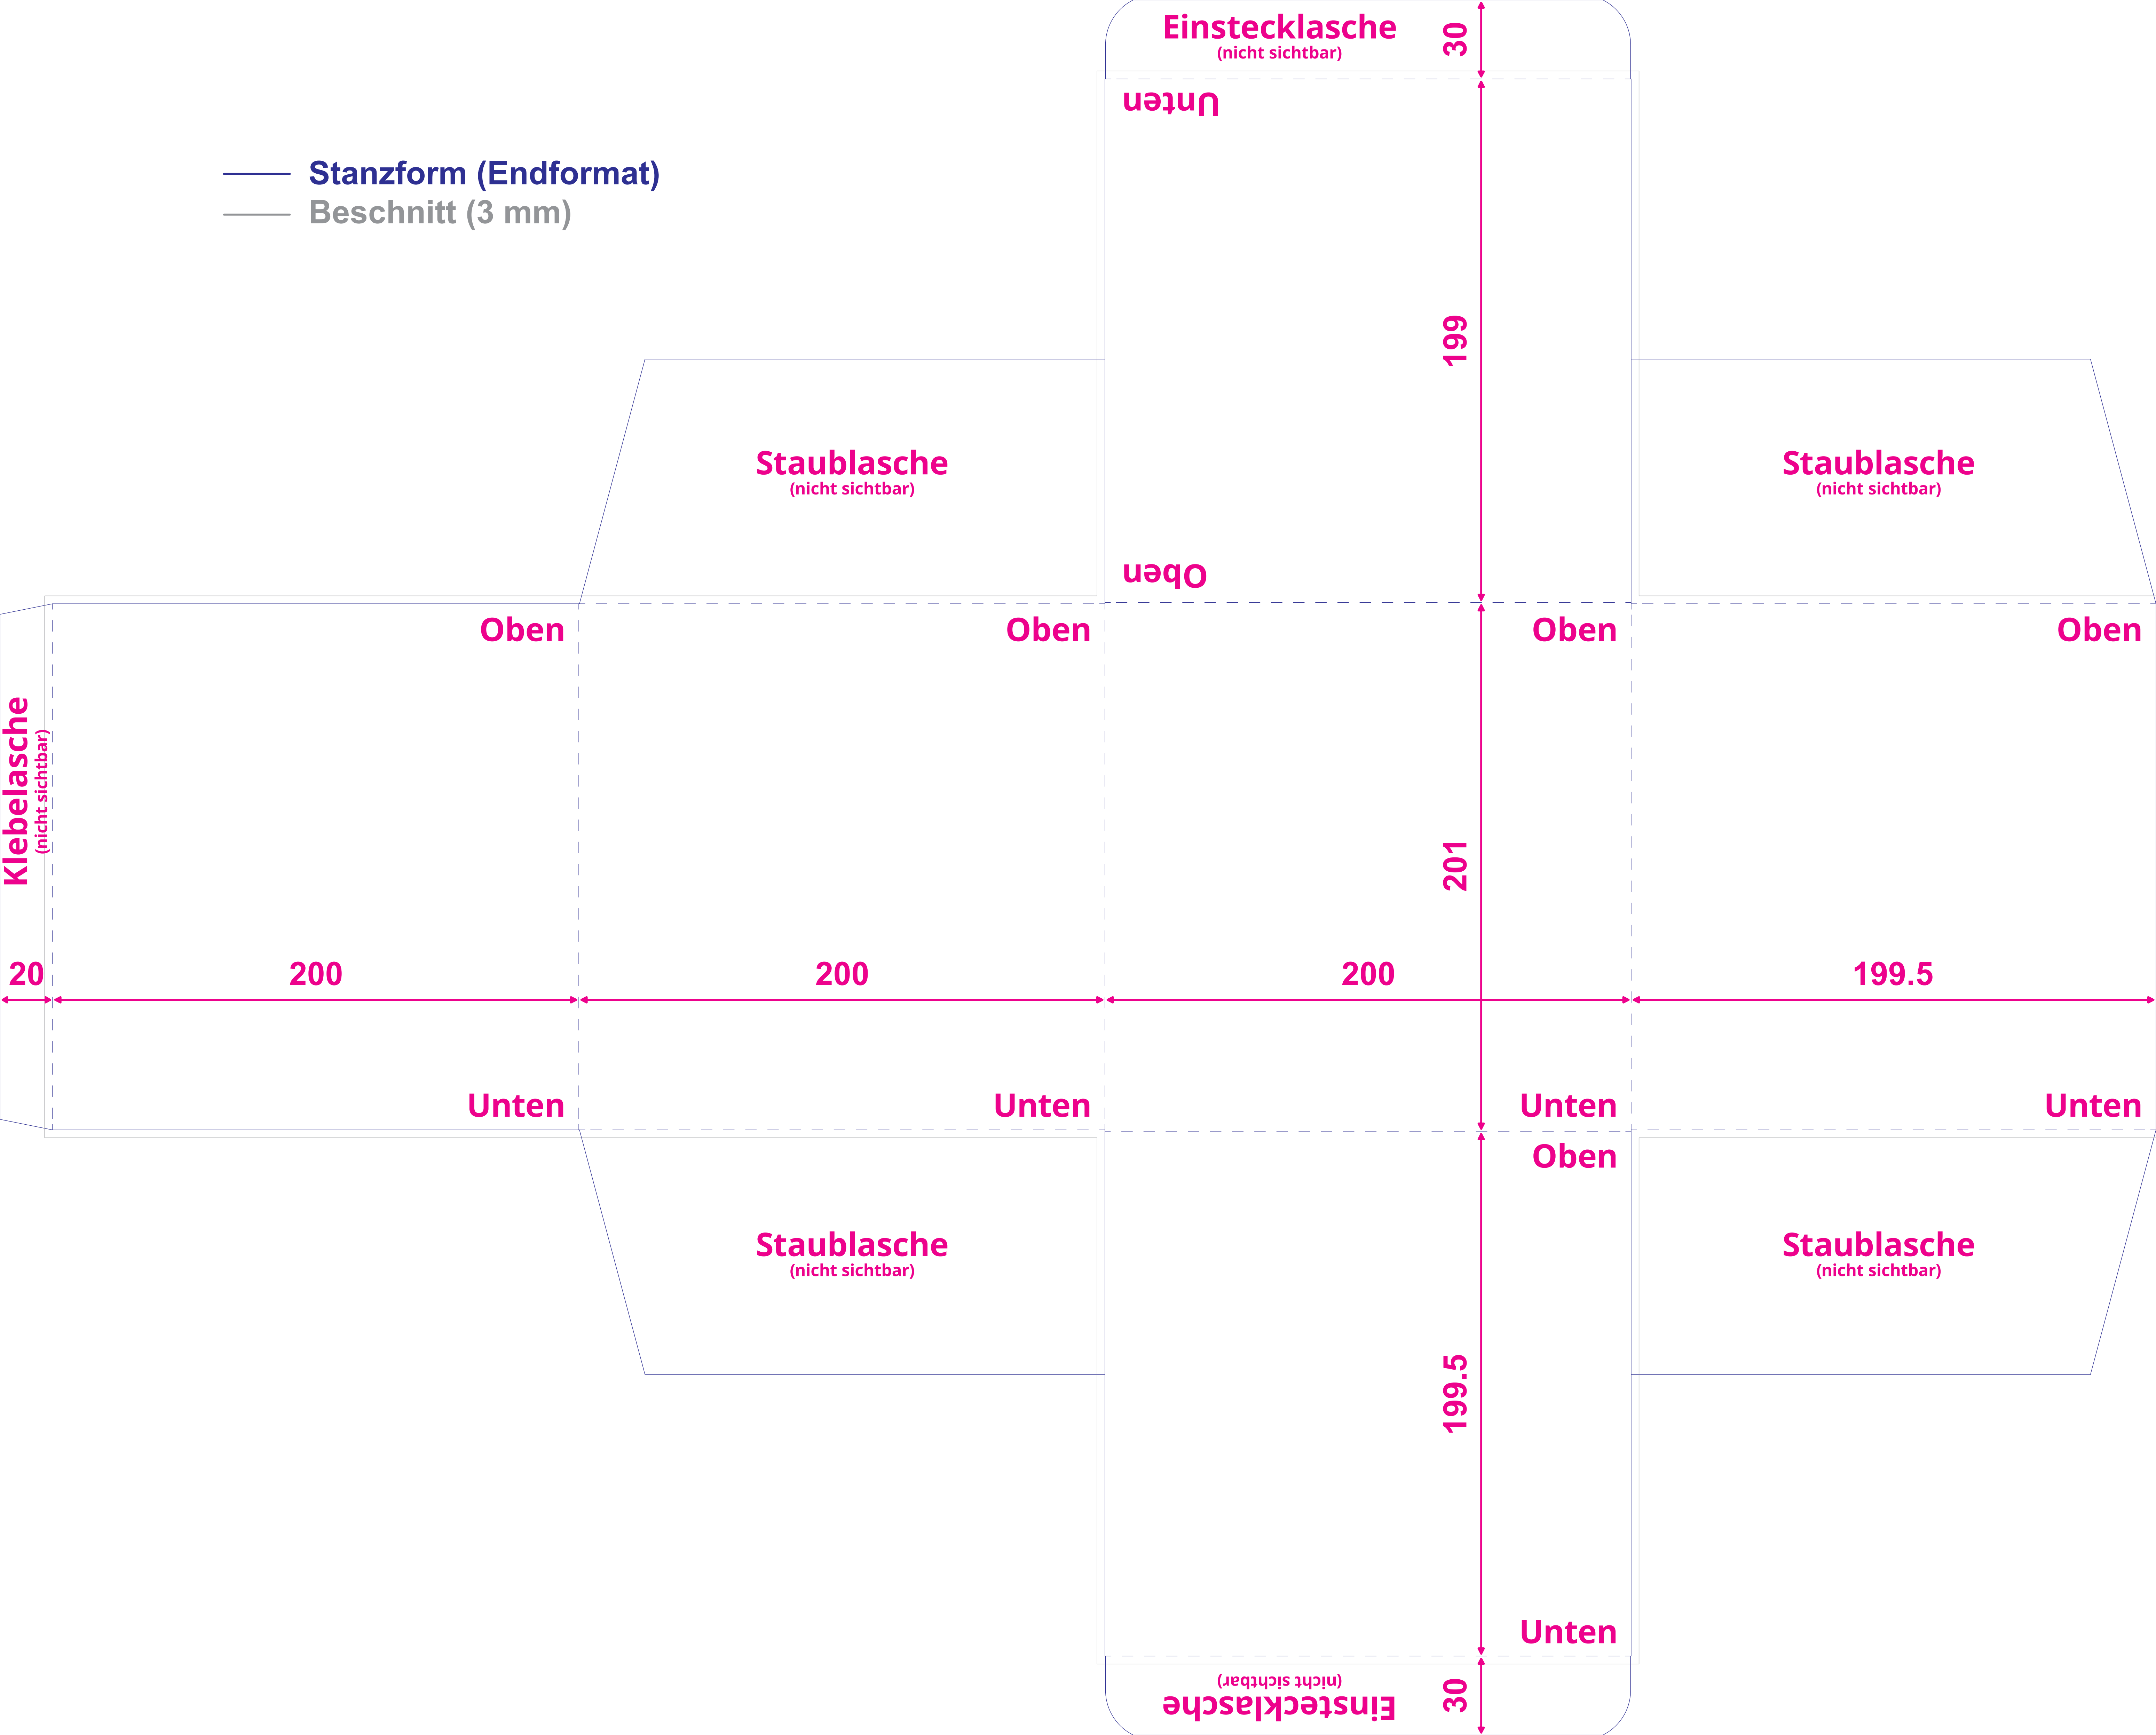 Einstecklasche
(nicht sichtbar)
30
Unten
Stanzform (Endformat)
Beschnitt (3 mm)
199
Staublasche
(nicht sichtbar)
Staublasche
(nicht sichtbar)
Oben
Oben
Oben
Oben
Oben
Klebelasche
(nicht sichtbar)
201
20
200
200
200
199.5
Unten
Unten
Unten
Unten
Oben
Staublasche
(nicht sichtbar)
Staublasche
(nicht sichtbar)
199.5
Unten
(nicht sichtbar)
Einstecklasche
30